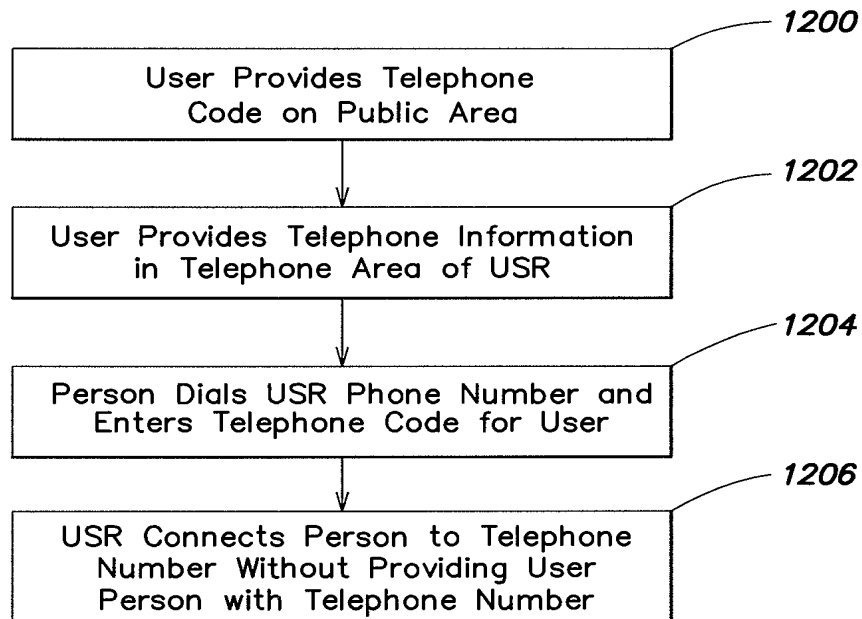 1200
User Provides Telephone
Code on Public Area
1202
User Provides Telephone Information
in Telephone Area of USR
1204
Person Dials USR Phone Number and
Enters Telephone Code for User
1206
USR Connects Person to Telephone
Number Without Providing User
Person with Telephone Number